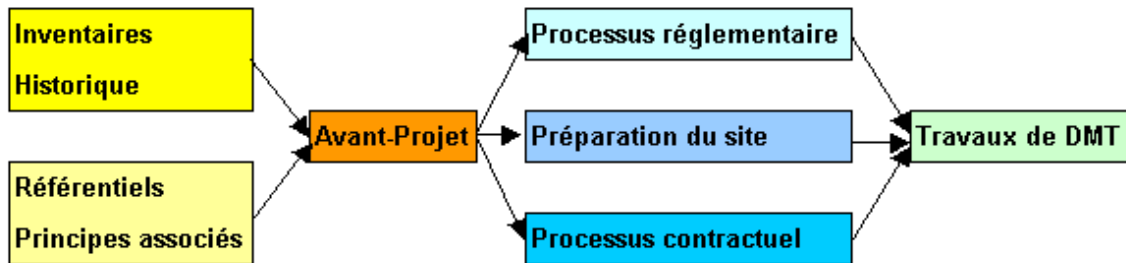 Inventaires
Historique
Référentiels
Principes associés
Avant-Projet
Processus réglementaire
Préparation du site
Processus contractuel
Travaux de DMT